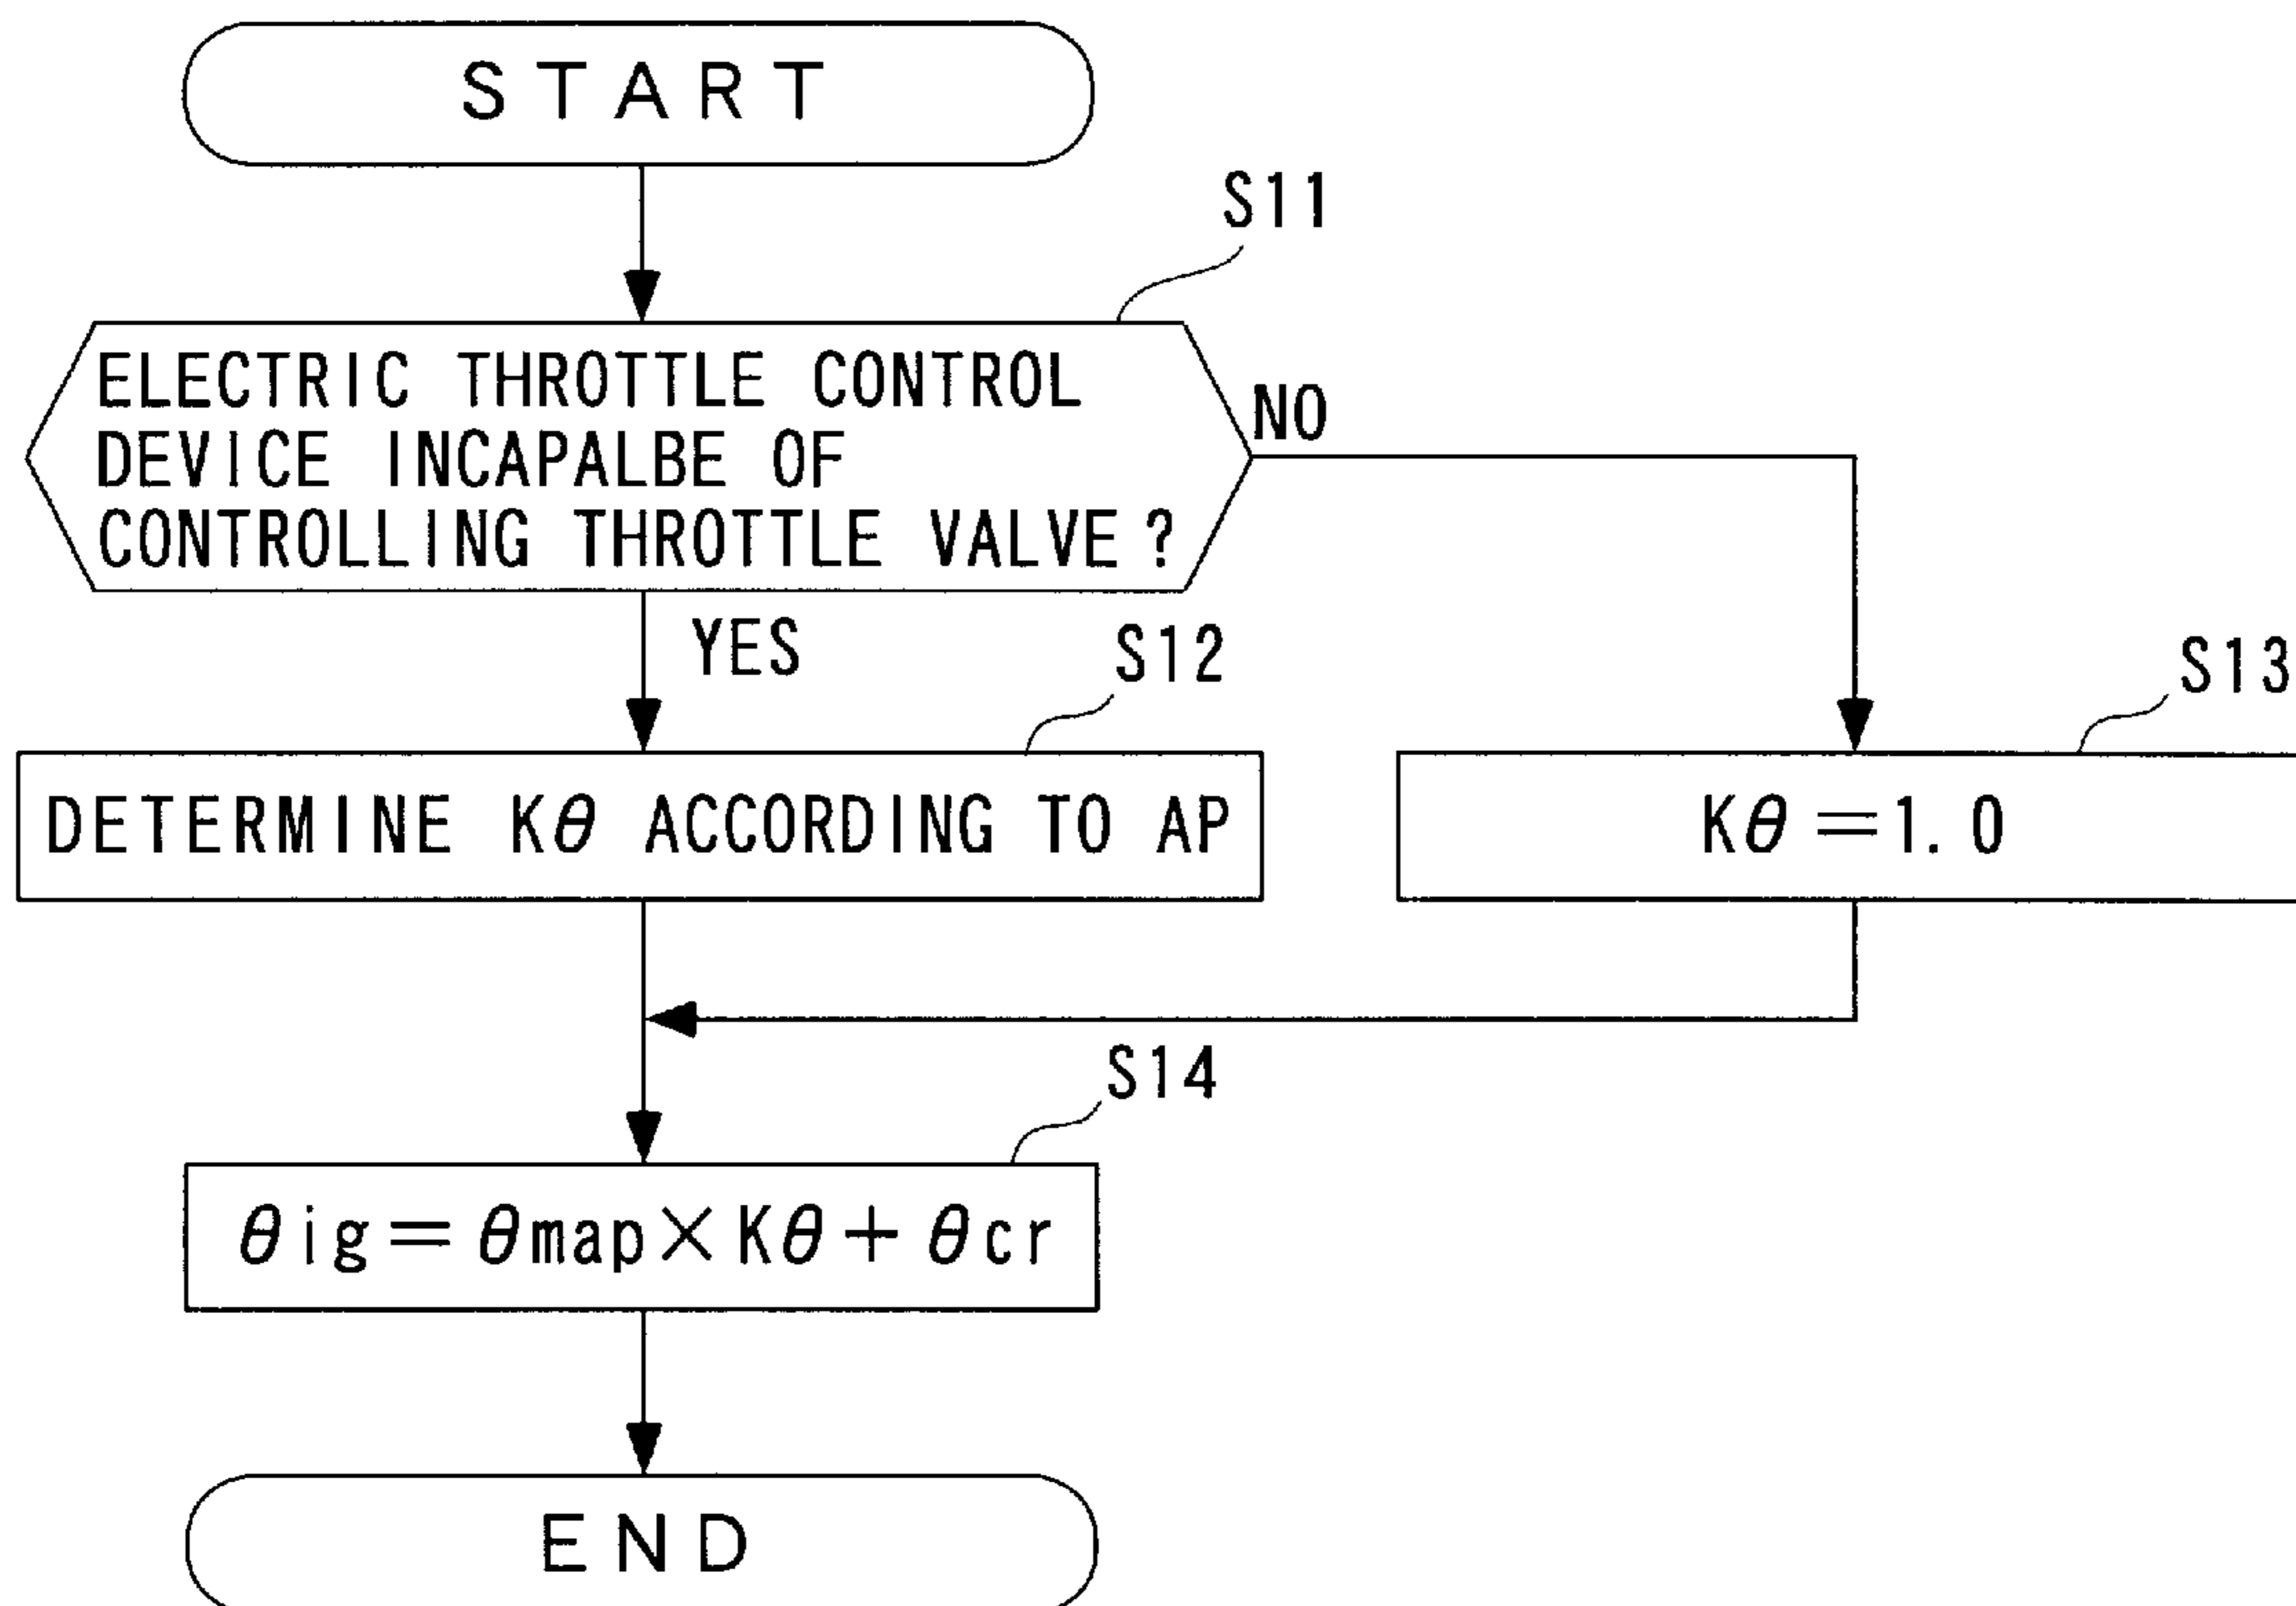 START
S11
ELECTRIC THROTTLE CONTROL
DEVICE INCAPALBE OF
CONTROLLING THROTTLE VALVE?
NO
YES
S12
S13
DETERMINE Kθ ACCORDING TO AP
Kθ=1.0
S14
θig=θmap×Kθ+θcr
END